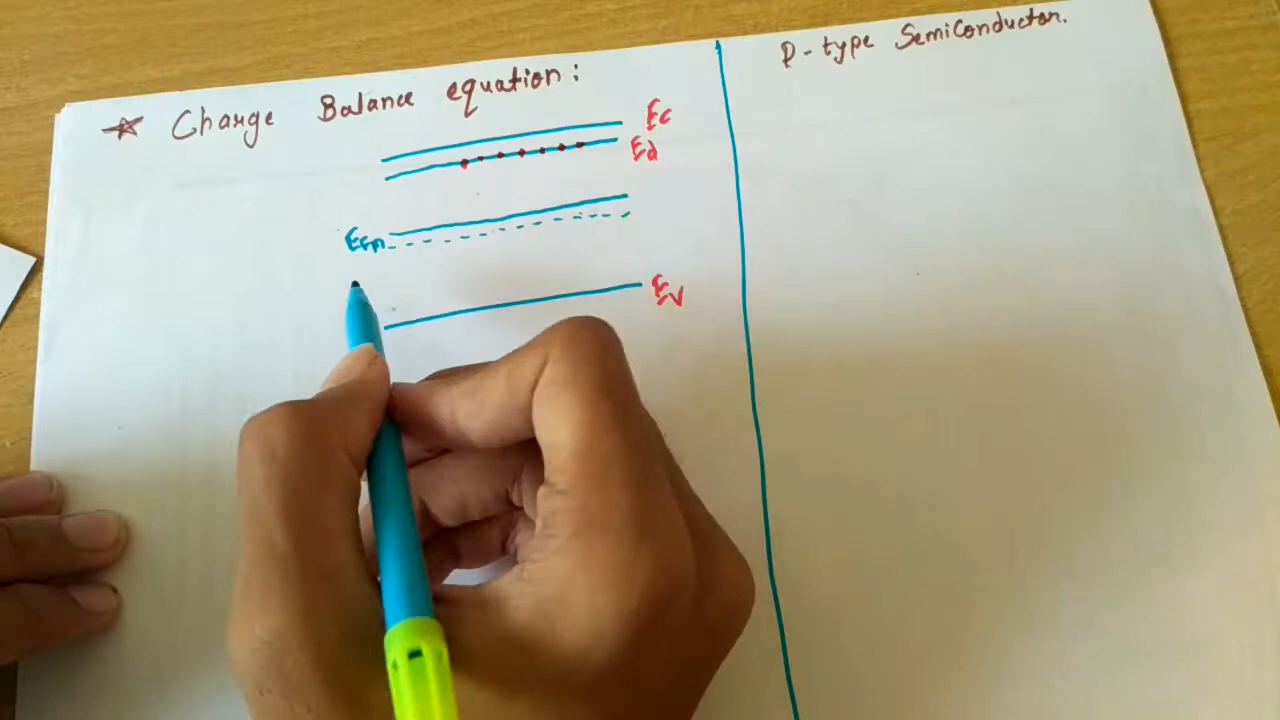 Charge Balance equation:
Ec
Ed
EFn
Ev
P-type Semiconductor.